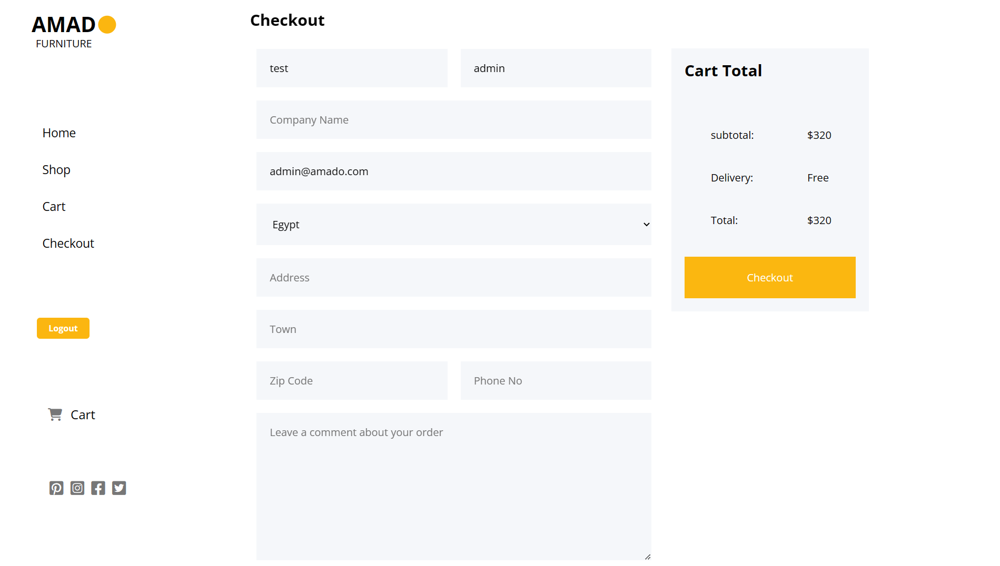 AMAD
FURNITURE
Home
Shop
Cart
Checkout
Logout
Cart
Checkout
test
admin
Company Name
admin@amado.com
Egypt
Address
Town
Zip Code
Phone No
Leave a comment about your order
Cart Total
subtotal: $320
Delivery: Free
Total: $320
Checkout